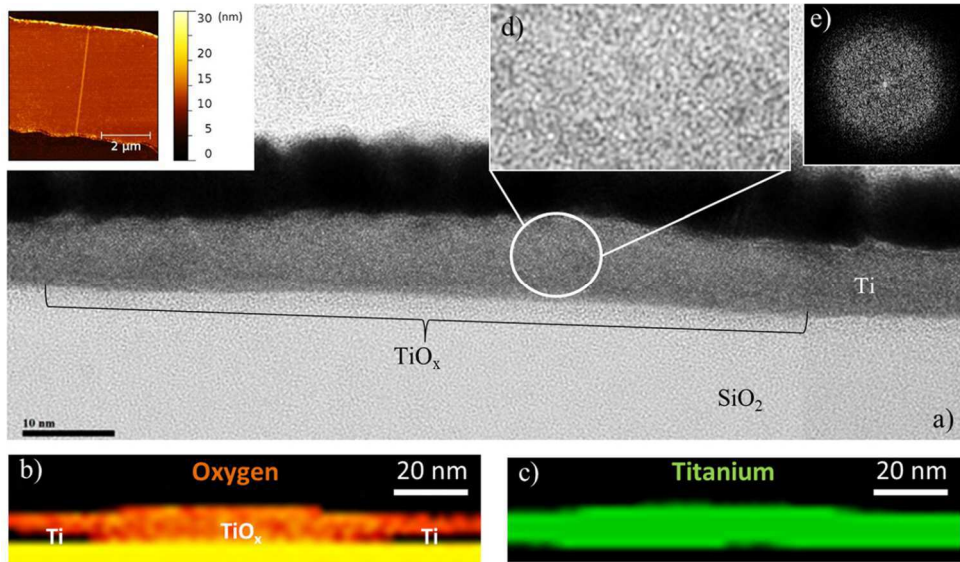 30 (nm)
25
20
15
10
5
0
2 μm
d)
e)
Ti
TiOₓ
SiO₂
a)
10 nm
b)
Oxygen
20 nm
Ti
TiOₓ
Ti
c)
Titanium
20 nm